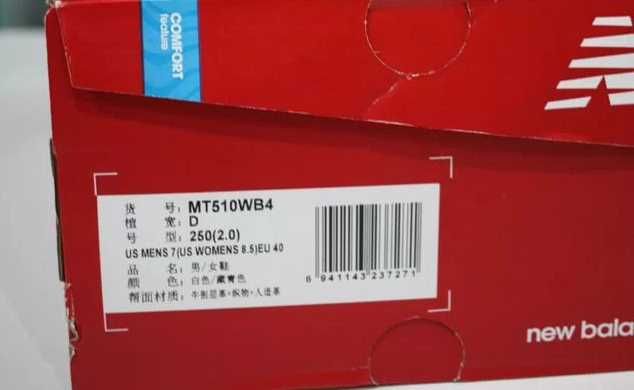 COMFORT
feature
货 号: MT510WB4
楦 宽: D
号 型: 250(2.0)
US MENS 7(US WOMENS 8.5)EU 40
品 名: 男/女鞋
颜 色: 白色/藏青色
帮面材质: 牛剖层革+织物+人造革
6 941143 237271
new bala